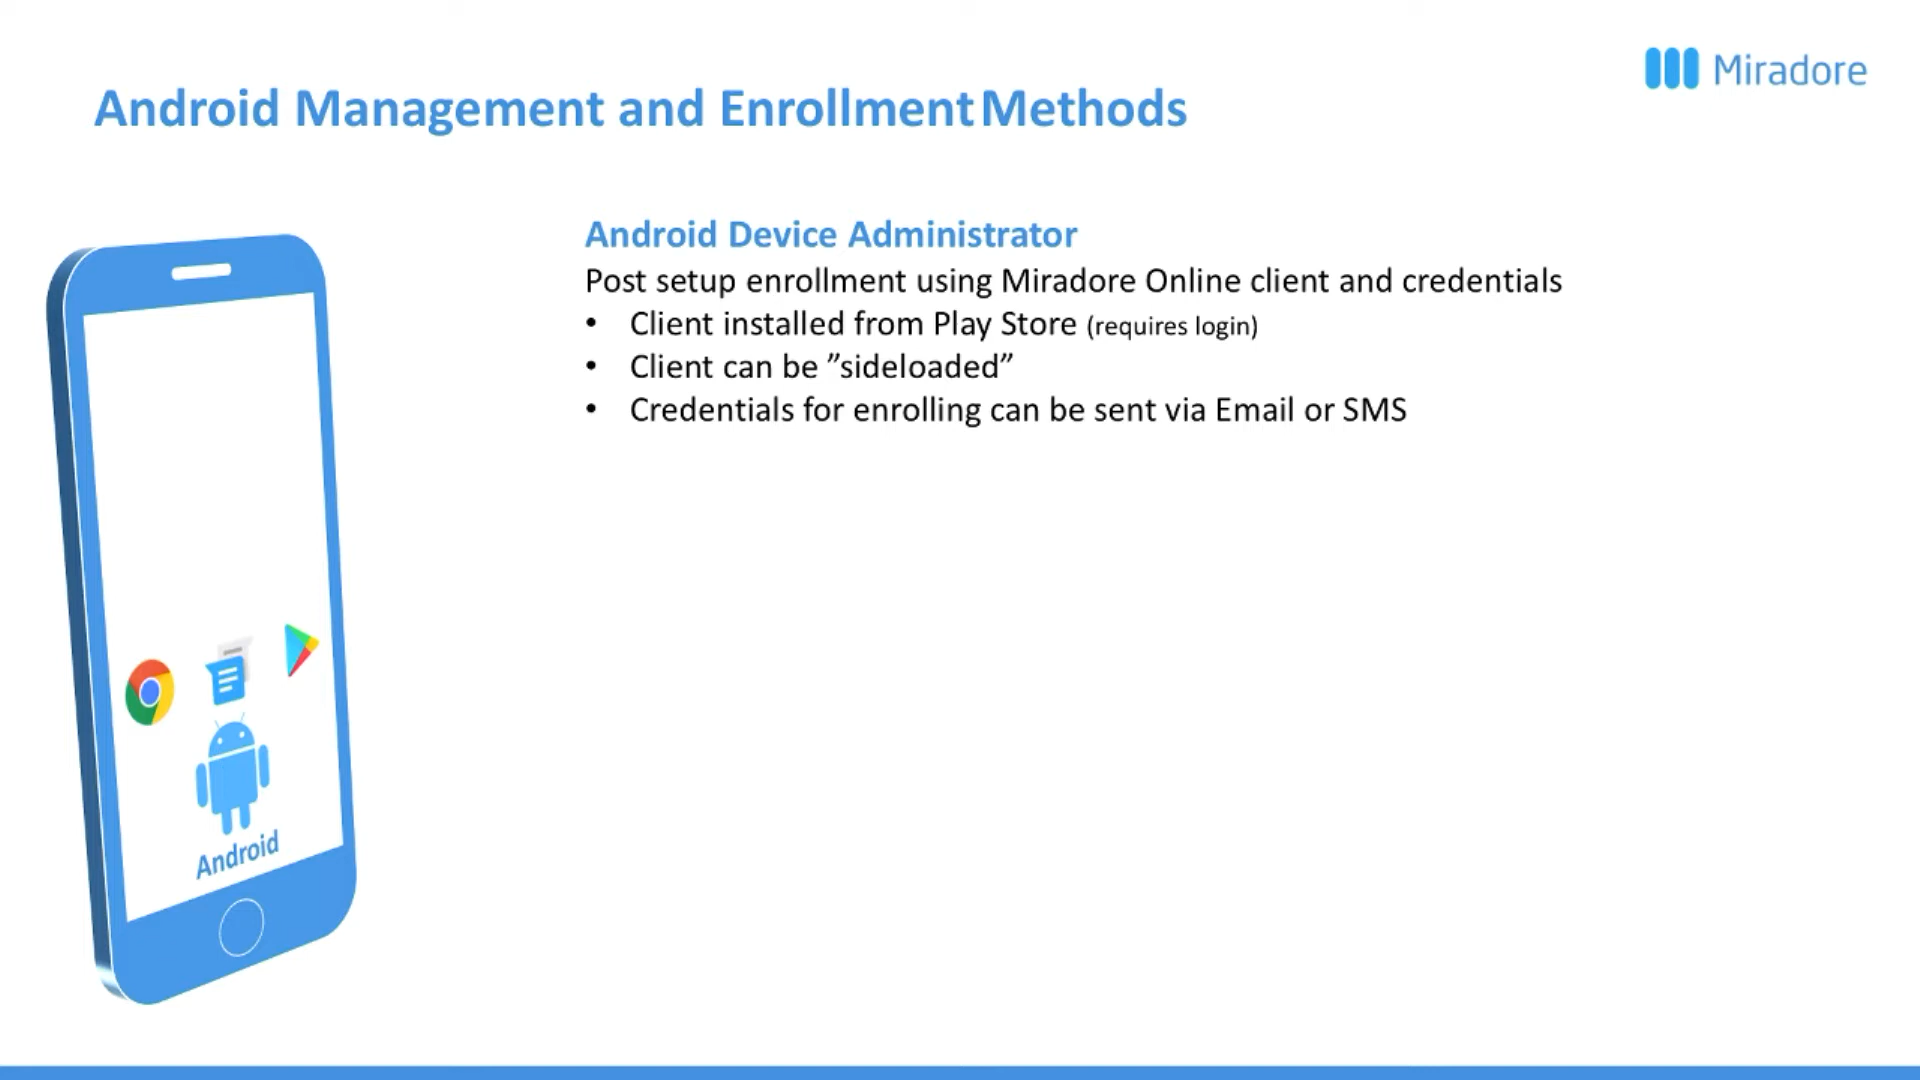 Miradore
Android Management and Enrollment Methods
Android Device Administrator
Post setup enrollment using Miradore Online client and credentials
• Client installed from Play Store (requires login)
• Client can be ”sideloaded”
• Credentials for enrolling can be sent via Email or SMS
Android